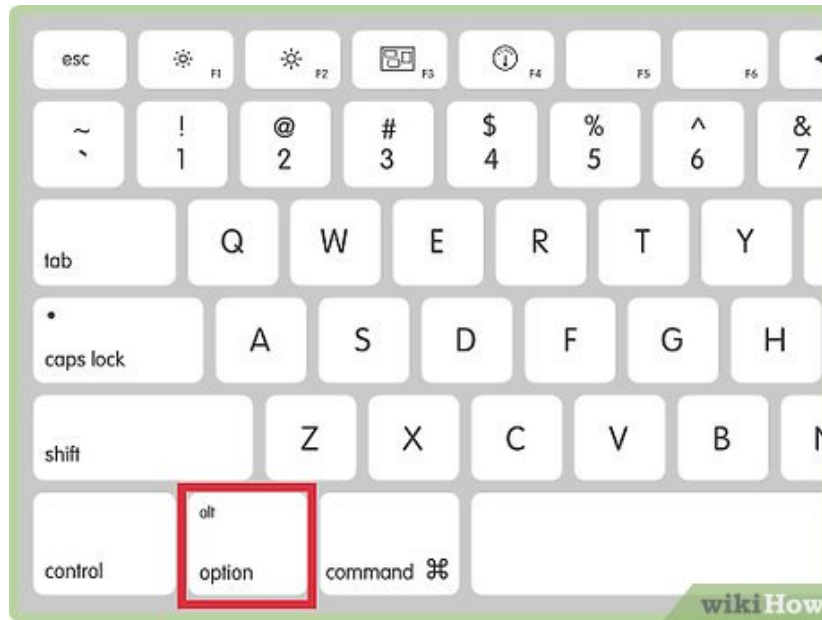 esc F1 F2 F3 F4 F5 F6
~ ! @ # $ % ^ &
` 1 2 3 4 5 6 7
tab Q W E R T Y
caps lock A S D F G H
shift Z X C V B
alt
control option command ⌘
wikiHow